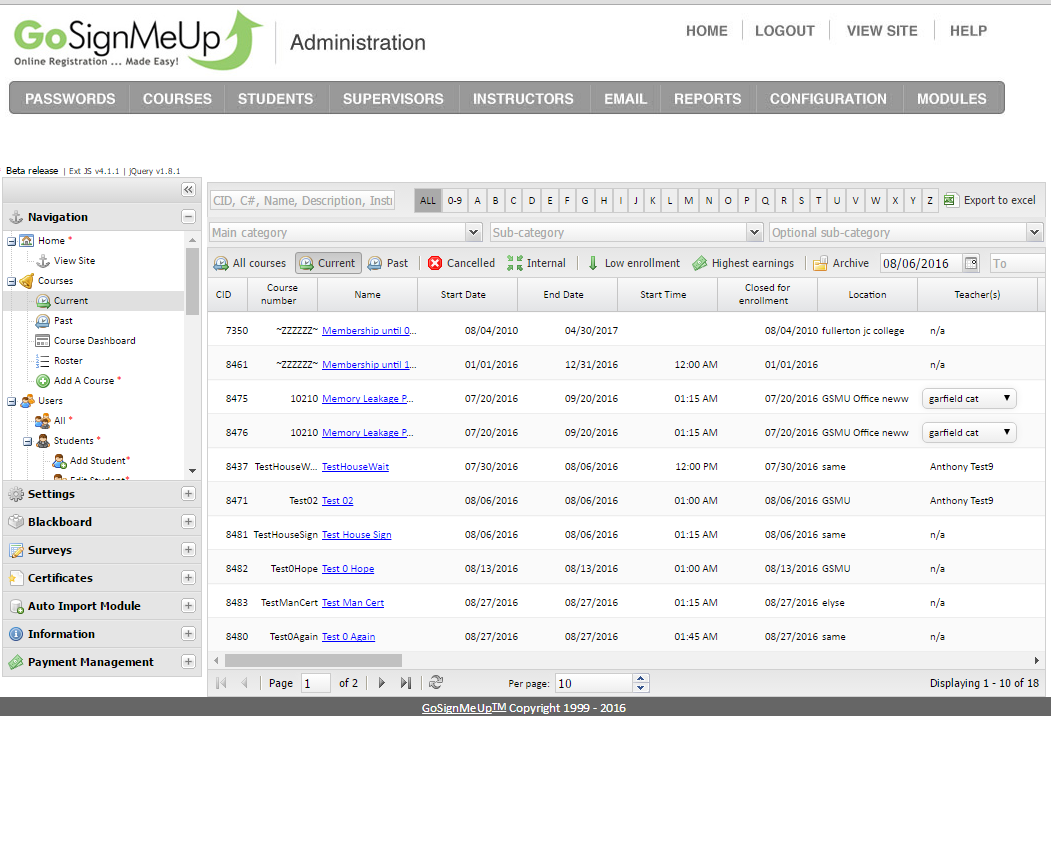 GoSignMeUp
Online Registration ... Made Easy!
Administration
HOME LOGOUT VIEW SITE HELP
PASSWORDS COURSES STUDENTS SUPERVISORS INSTRUCTORS EMAIL REPORTS CONFIGURATION MODULES
Beta release | Ext JS v4.1.1 | jQuery v1.8.1
Navigation
Home *
View Site
Courses
Current
Past
Course Dashboard
Roster
Add A Course *
Users
All *
Students *
Add Student*
Edit Student*
Settings
Blackboard
Surveys
Certificates
Auto Import Module
Information
Payment Management
CID, C#, Name, Description, Instr ALL 0-9 A B C D E F G H I J K L M N O P Q R S T U V W X Y Z Export to excel
Main category Sub-category Optional sub-category
All courses Current Past Cancelled Internal Low enrollment Highest earnings Archive 08/06/2016 To
CID Course number Name Start Date End Date Start Time Closed for enrollment Location Teacher(s)
7350 ~ZZZZZZ~ Membership until 0... 08/04/2010 04/30/2017 08/04/2010 fullerton jc college n/a
8461 ~ZZZZZZ~ Membership until 1... 01/01/2016 12/31/2016 12:00 AM 01/01/2016 n/a
8475 10210 Memory Leakage P... 07/20/2016 09/20/2016 01:15 AM 07/20/2016 GSMU Office neww garfield cat
8476 10210 Memory Leakage P... 07/20/2016 09/20/2016 01:15 AM 07/20/2016 GSMU Office neww garfield cat
8437 TestHouseW... TestHouseWait 07/30/2016 08/06/2016 12:00 PM 07/30/2016 same Anthony Test9
8471 Test02 Test 02 08/06/2016 08/06/2016 01:00 AM 08/06/2016 GSMU Anthony Test9
8481 TestHouseSign Test House Sign 08/06/2016 08/06/2016 01:15 AM 08/06/2016 same n/a
8482 Test0Hope Test 0 Hope 08/13/2016 08/13/2016 01:00 AM 08/13/2016 GSMU n/a
8483 TestManCert Test Man Cert 08/27/2016 08/27/2016 01:15 AM 08/27/2016 elyse n/a
8480 Test0Again Test 0 Again 08/27/2016 08/27/2016 01:45 AM 08/27/2016 same n/a
Page 1 of 2 Per page: 10 Displaying 1 - 10 of 18
GoSignMeUp™ Copyright 1999 - 2016